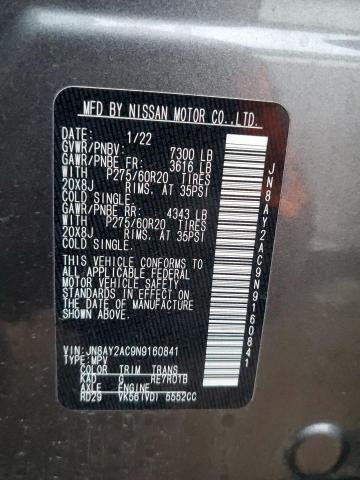 MFD BY NISSAN MOTOR CO.,LTD.
DATE: 1/22
GVWR/PNBV: 7300 LB
GAWR/PNBE FR: 3616 LB
WITH P275/60R20 TIRES
20X8J RIMS. AT 35PSI
COLD SINGLE.
GAWR/PNBE RR: 4343 LB
WITH P275/60R20 TIRES
20X8J RIMS. AT 35PSI
COLD SINGLE.
THIS VEHICLE CONFORMS TO
ALL APPLICABLE FEDERAL
MOTOR VEHICLE SAFETY
STANDARDS IN EFFECT ON
THE DATE OF MANUFACTURE
SHOWN ABOVE.
VIN: JN8AY2AC9N9160841
TYPE: MPV
COLOR TRIM TRANS
KAD G RE7R01B
AXLE ENGINE
RD29 VK56(VD) 5552CC
JN8AY2AC9N9160841